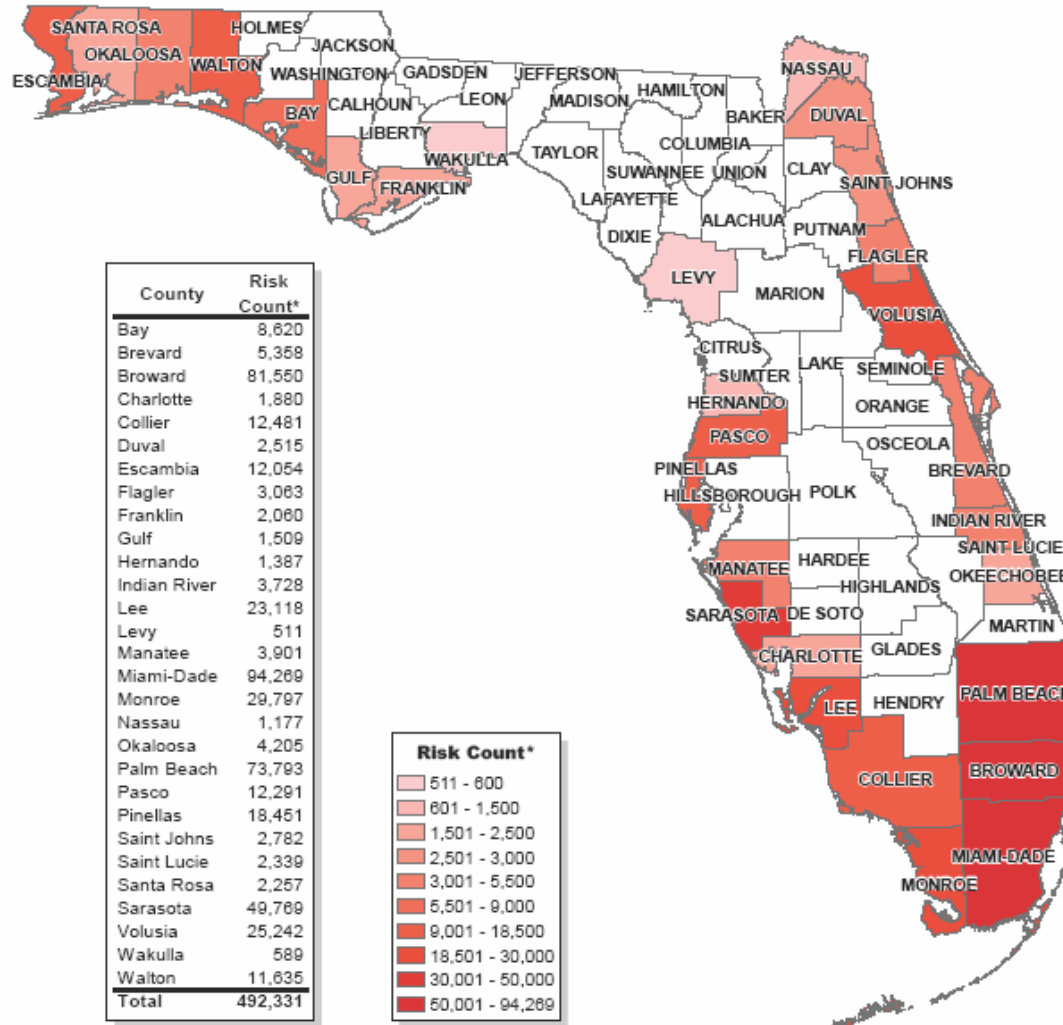 SANTA ROSA
HOLMES
OKALOOSA
JACKSON
WALTON
ESCAMBIA
WASHINGTON
GADSDEN
JEFFERSON
NASSAU
BAY
CALHOUN
LEON
MADISON
HAMILTON
BAKER
DUVAL
LIBERTY
WAKULLA
TAYLOR
COLUMBIA
SUWANNEE
UNION
CLAY
GULF
FRANKLIN
LAFAYETTE
SAINT JOHNS
ALACHUA
PUTNAM
DIXIE
FLAGLER
LEVY
MARION
VOLUSIA
CITRUS
LAKE
SUMTER
SEMINOLE
HERNANDO
ORANGE
PASCO
OSCEOLA
PINELLAS
HILLSBOROUGH
POLK
BREVARD
INDIAN RIVER
SAINT LUCIE
MANATEE
HARDEE
HIGHLANDS
OKEECHOBEE
SARASOTA
DE SOTO
MARTIN
CHARLOTTE
GLADES
LEE
HENDRY
PALM BEACH
COLLIER
BROWARD
MIAMI-DADE
MONROE
County Risk Count*
Bay 8,620
Brevard 5,358
Broward 81,550
Charlotte 1,880
Collier 12,481
Duval 2,515
Escambia 12,054
Flagler 3,063
Franklin 2,060
Gulf 1,509
Hernando 1,387
Indian River 3,728
Lee 23,118
Levy 511
Manatee 3,901
Miami-Dade 94,269
Monroe 29,797
Nassau 1,177
Okaloosa 4,205
Palm Beach 73,793
Pasco 12,291
Pinellas 18,451
Saint Johns 2,782
Saint Lucie 2,339
Santa Rosa 2,257
Sarasota 49,769
Volusia 25,242
Wakulla 589
Walton 11,635
Total 492,331
Risk Count*
511 - 600
601 - 1,500
1,501 - 2,500
2,501 - 3,000
3,001 - 5,500
5,501 - 9,000
9,001 - 18,500
18,501 - 30,000
30,001 - 50,000
50,001 - 94,269